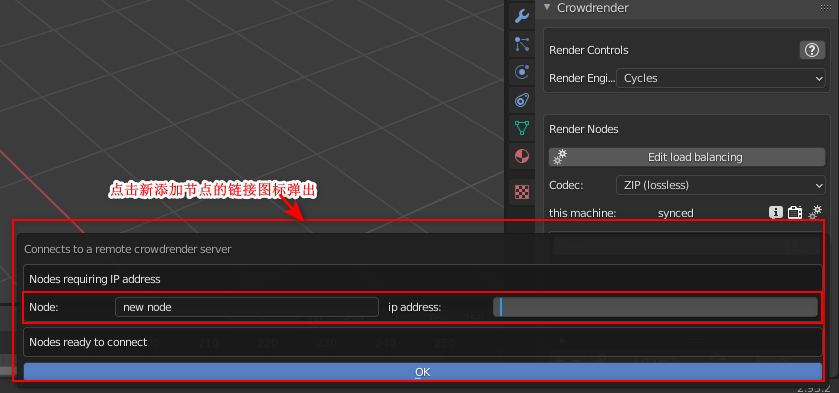 Crowdrender
Render Controls
Render Engi... Cycles
Render Nodes
Edit load balancing
Codec: ZIP (lossless)
点击新添加节点的链接图标弹出
this machine: synced
Connects to a remote crowdrender server
Nodes requiring IP address
Node: new node ip address:
Nodes ready to connect
OK
2.93.2